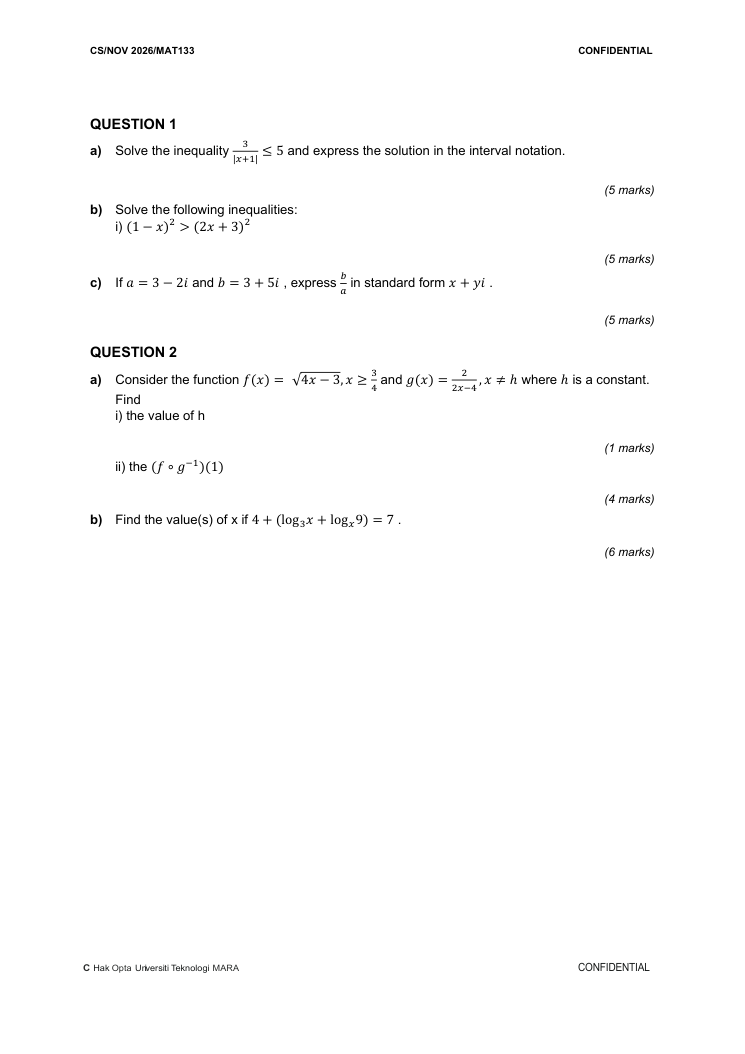 CS/NOV 2026/MAT133 CONFIDENTIAL
QUESTION 1
a) Solve the inequality 3/|x+1| ≤ 5 and express the solution in the interval notation.
(5 marks)
b) Solve the following inequalities:
i) (1 − x)² > (2x + 3)²
(5 marks)
c) If a = 3 − 2i and b = 3 + 5i , express b/a in standard form x + yi .
(5 marks)
QUESTION 2
a) Consider the function f(x) = √(4x − 3), x ≥ 3/4 and g(x) = 2/(2x−4), x ≠ h where h is a constant.
Find
i) the value of h
(1 marks)
ii) the (f ∘ g⁻¹)(1)
(4 marks)
b) Find the value(s) of x if 4 + (log₃x + logₓ9) = 7 .
(6 marks)
C Hak Opta Universiti Teknologi MARA CONFIDENTIAL